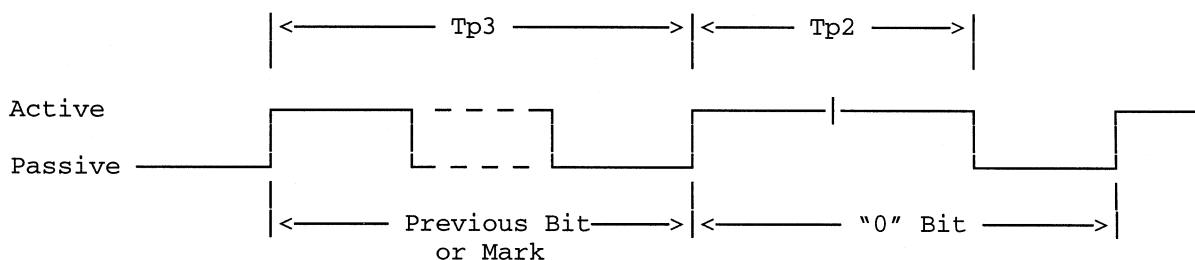 Tp3 Tp2
Active
Passive
Previous Bit "0" Bit
or Mark